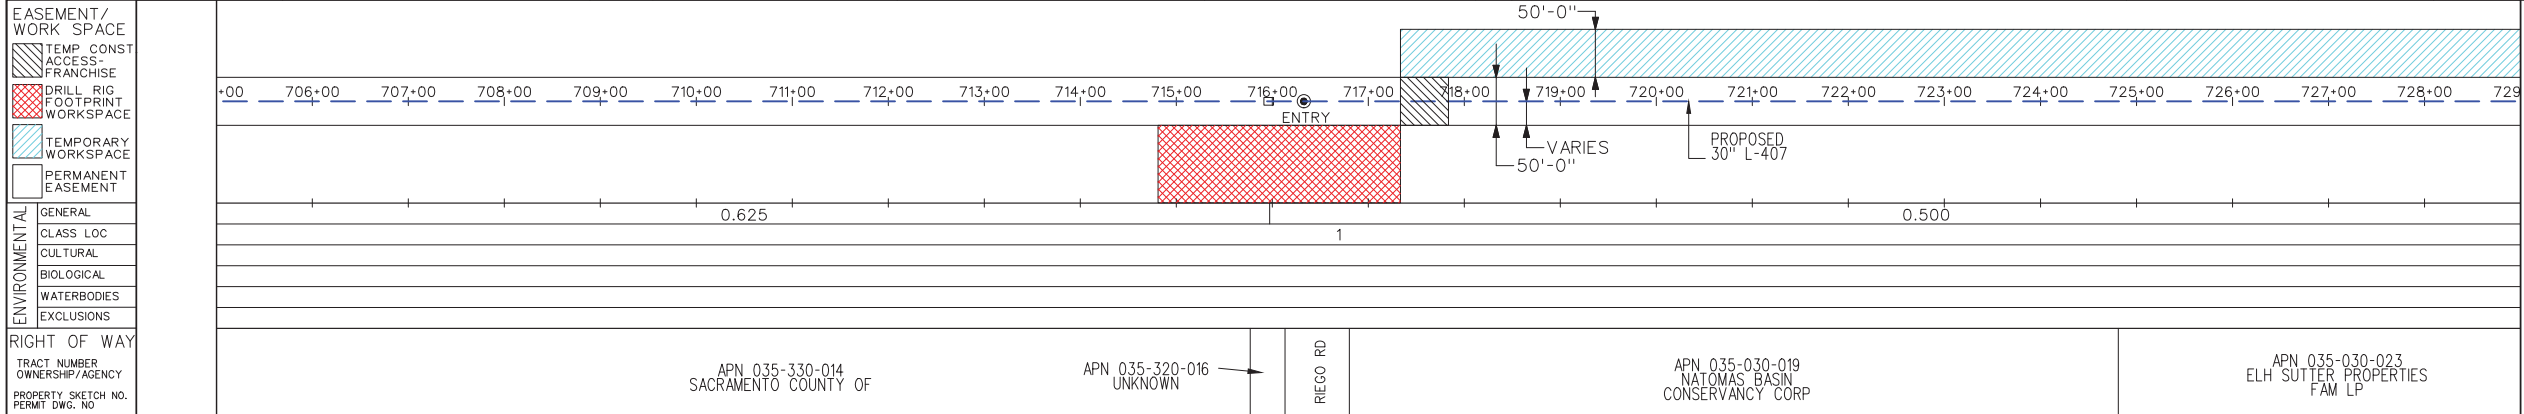 EASEMENT/
WORK SPACE
TEMP CONST
ACCESS-
FRANCHISE
DRILL RIG
FOOTPRINT
WORKSPACE
TEMPORARY
WORKSPACE
PERMANENT
EASEMENT
50'-0"
+00 706+00 707+00 708+00 709+00 710+00 711+00 712+00 713+00 714+00 715+00 716+00 717+00 718+00 719+00 720+00 721+00 722+00 723+00 724+00 725+00 726+00 727+00 728+00 729
ENTRY
VARIES
50'-0"
PROPOSED
30" L-407
ENVIRONMENTAL
GENERAL
CLASS LOC
CULTURAL
BIOLOGICAL
WATERBODIES
EXCLUSIONS
0.625
0.500
1
RIGHT OF WAY
TRACT NUMBER
OWNERSHIP/AGENCY
PROPERTY SKETCH NO.
PERMIT DWG. NO
APN 035-330-014
SACRAMENTO COUNTY OF
APN 035-320-016
UNKNOWN
RIEGO RD
APN 035-030-019
NATOMAS BASIN
CONSERVANCY CORP
APN 035-030-023
ELH SUTTER PROPERTIES
FAM LP